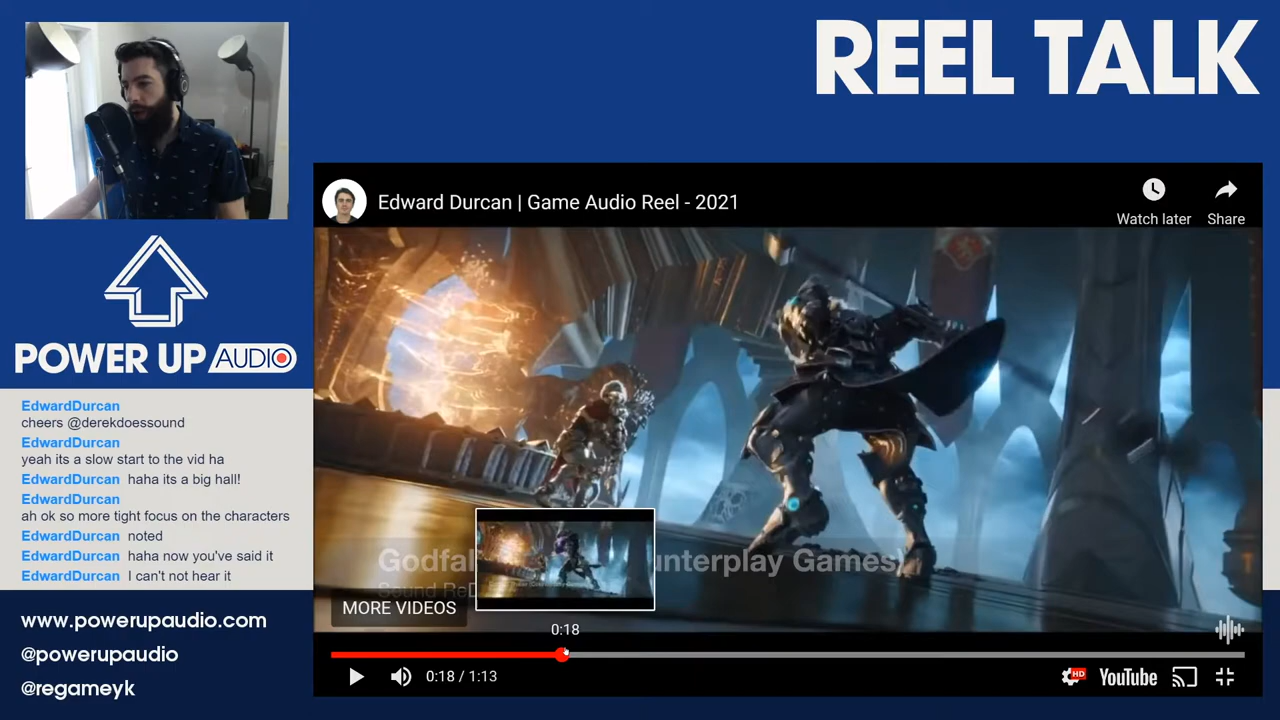 REEL TALK
Edward Durcan | Game Audio Reel - 2021
Watch later
Share
POWER UP AUDIO
EdwardDurcan
cheers @derekdoessound
EdwardDurcan
yeah its a slow start to the vid ha
EdwardDurcan haha its a big hall!
EdwardDurcan
ah ok so more tight focus on the characters
EdwardDurcan noted
EdwardDurcan haha now you've said it
EdwardDurcan I can't not hear it
Godfal unterplay Games)
Sound ReD
MORE VIDEOS
0:18
0:18 / 1:13
HD
YouTube
www.powerupaudio.com
@powerupaudio
@regameyk